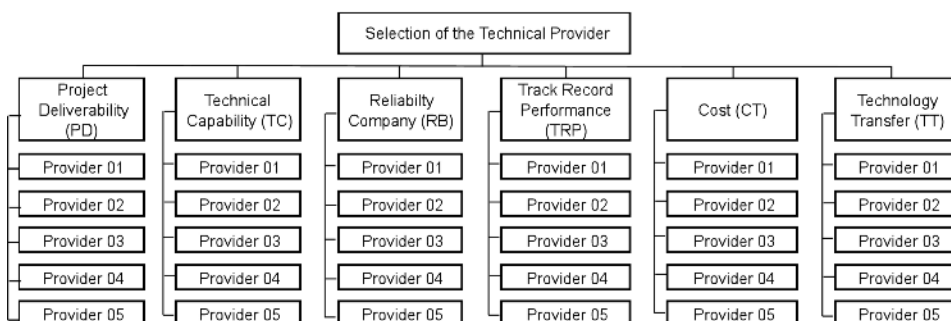 Selection of the Technical Provider
Project
Deliverability
(PD)
Technical
Capability (TC)
Reliabilty
Company (RB)
Track Record
Performance
(TRP)
Cost (CT)
Technology
Transfer (TT)
Provider 01
Provider 01
Provider 01
Provider 01
Provider 01
Provider 01
Provider 02
Provider 02
Provider 02
Provider 02
Provider 02
Provider 02
Provider 03
Provider 03
Provider 03
Provider 03
Provider 03
Provider 03
Provider 04
Provider 04
Provider 04
Provider 04
Provider 04
Provider 04
Provider 05
Provider 05
Provider 05
Provider 05
Provider 05
Provider 05